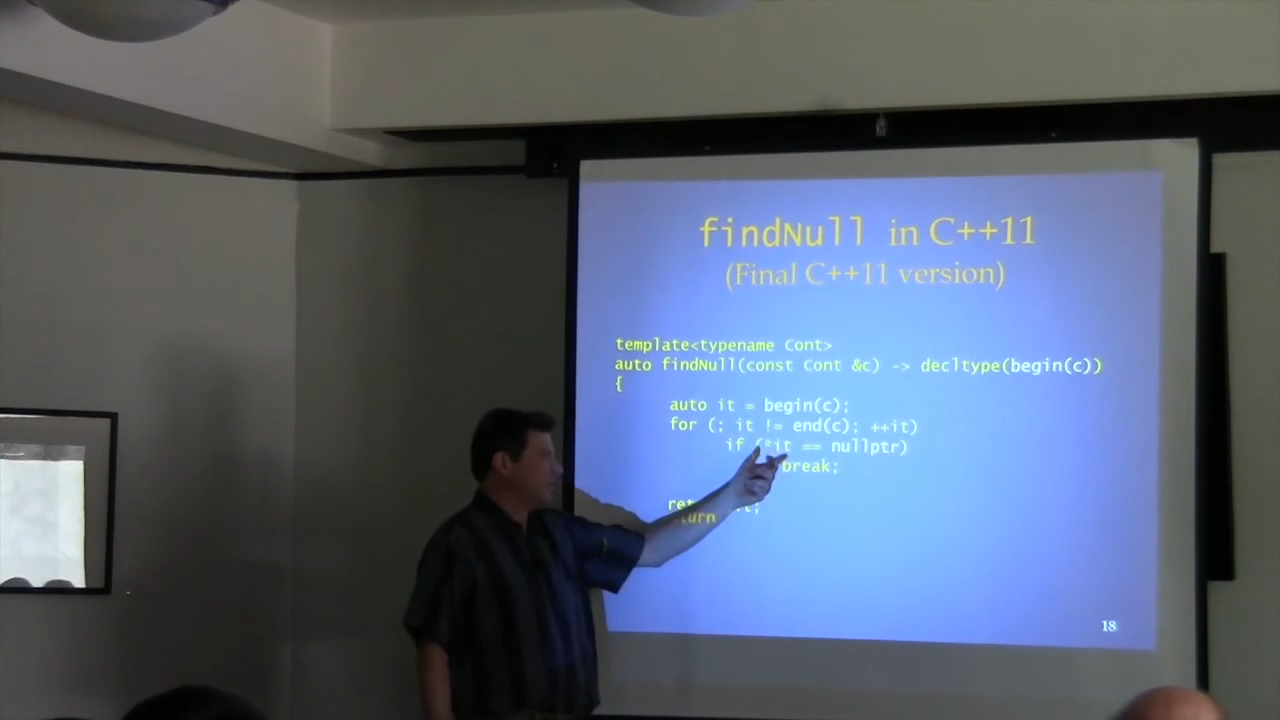 findNull in C++11
(Final C++11 version)
template<typename Cont>
auto findNull(const Cont &c) -> decltype(begin(c))
{
auto it = begin(c);
for (; it != end(c); ++it)
if (*it == nullptr)
break;
18